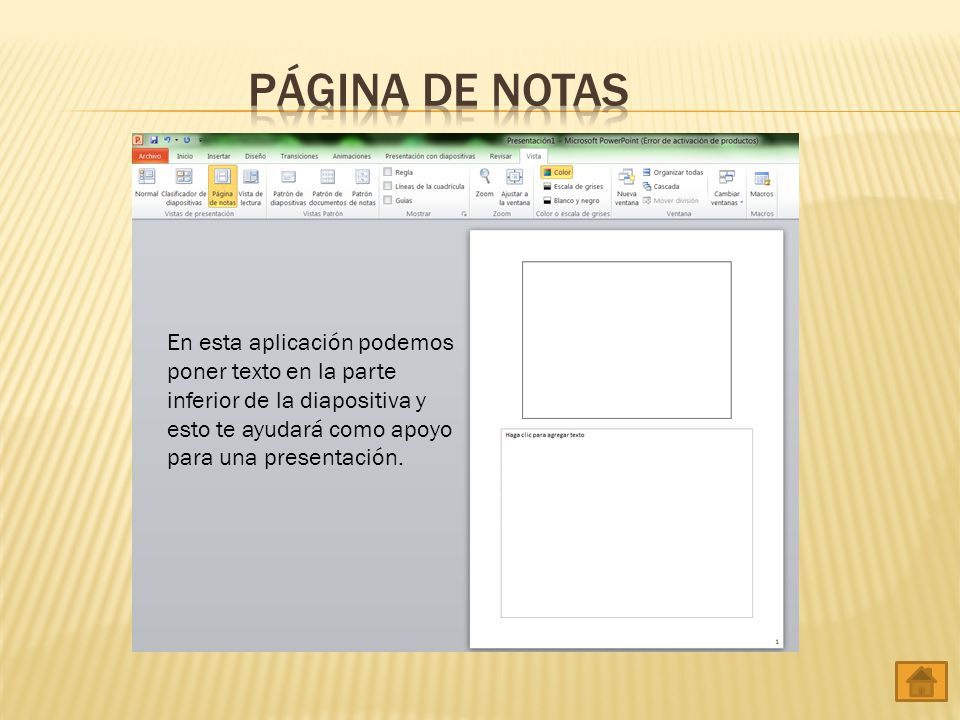 PÁGINA DE NOTAS
Presentación1 - Microsoft PowerPoint (Error de activación de productos)
Archivo Inicio Insertar Diseño Transiciones Animaciones Presentación con diapositivas Revisar Vista
Normal Clasificador de diapositivas Página de notas Vista de lectura Patrón de diapositivas Patrón de documentos Patrón de notas Regla Líneas de la cuadrícula Guías Zoom Ajustar a la ventana Color Escala de grises Blanco y negro Nueva ventana Organizar todas Cascada Mover división Cambiar ventanas Macros
Vistas de presentación Vistas Patrón Mostrar Zoom Color o escala de grises Ventana Macros
En esta aplicación podemos
poner texto en la parte
inferior de la diapositiva y
esto te ayudará como apoyo
para una presentación.
Haga clic para agregar texto
1